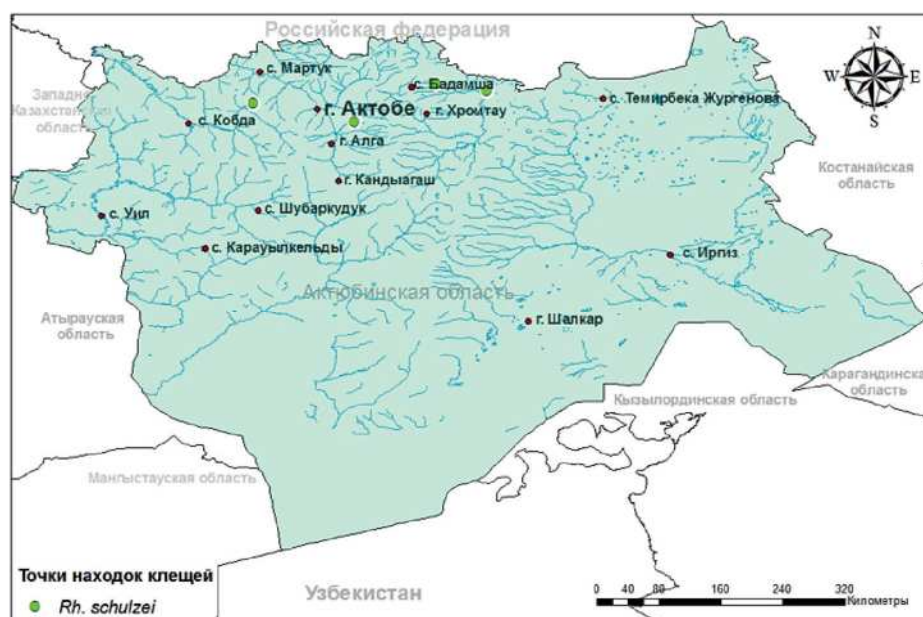 Российская федерация
N
W E
S
с. Мартук
с. Бадамша
Западно
Казахстанская
область
г. Актобе
г. Хромтау
с. Темирбека Жургенова
с. Кобда
г. Алга
Костанайская
область
г. Кандыагаш
с. Уил
с. Шубаркудук
с. Карауылкельды
с. Иргиз
Актюбинская область
Атырауская
область
г. Шалкар
Карагандинская
область
Кызылординская область
Мангыстауская область
Точки находок клещей
Rh. schulzei
Узбекистан
0 20 40 80 160 240 320
Километры